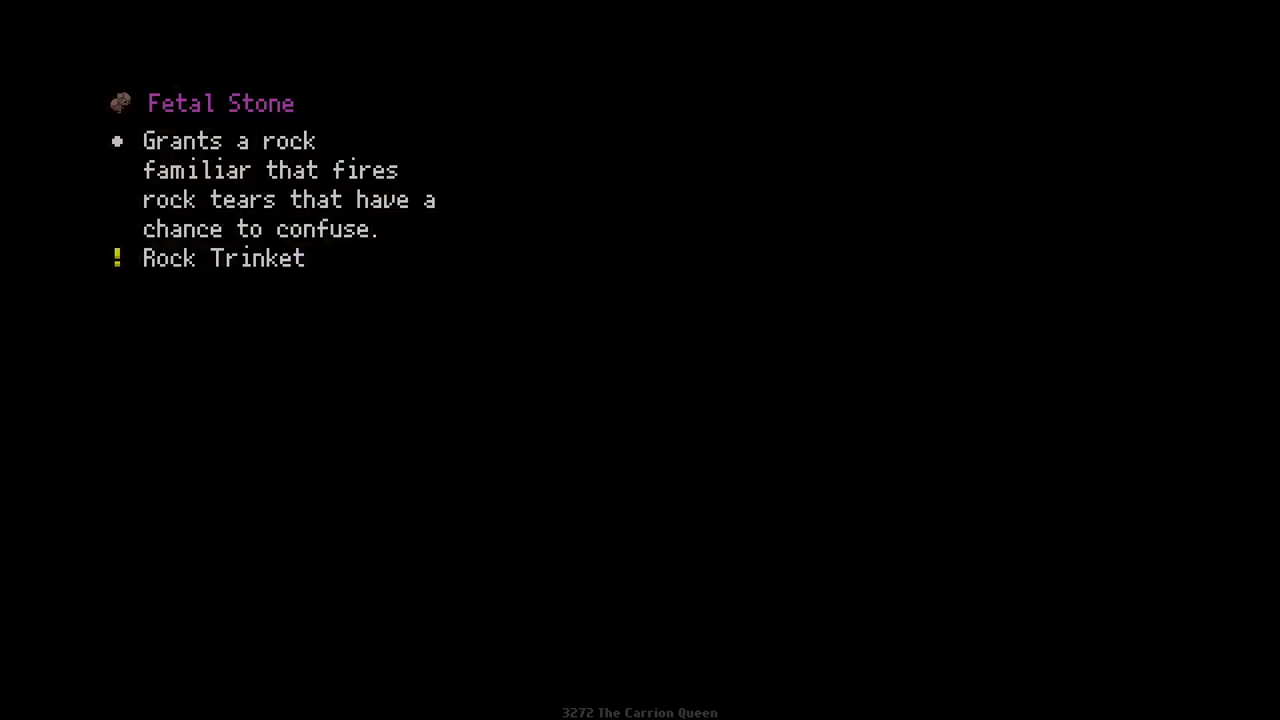 Fetal Stone
• Grants a rock
familiar that fires
rock tears that have a
chance to confuse.
! Rock Trinket
3272 The Carrion Queen